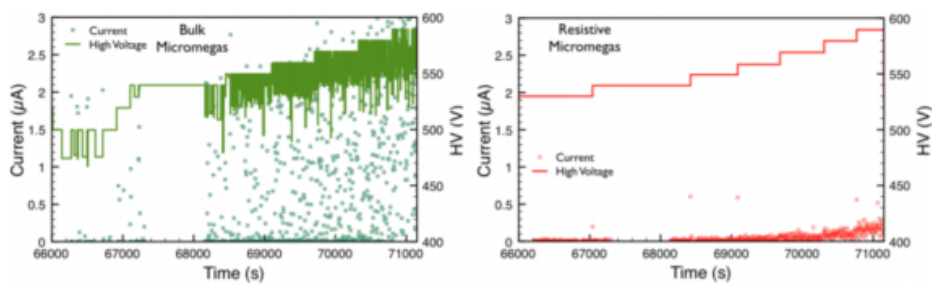 3
2.5
2
1.5
1
0.5
0
Current (μA)
Current
High Voltage
Bulk
Micromegas
600
550
500
450
400
HV (V)
66000 67000 68000 69000 70000 71000
Time (s)
3
2.5
2
1.5
1
0.5
0
Current (μA)
Resistive
Micromegas
Current
High Voltage
600
550
500
450
400
HV (V)
66000 67000 68000 69000 70000 71000
Time (s)